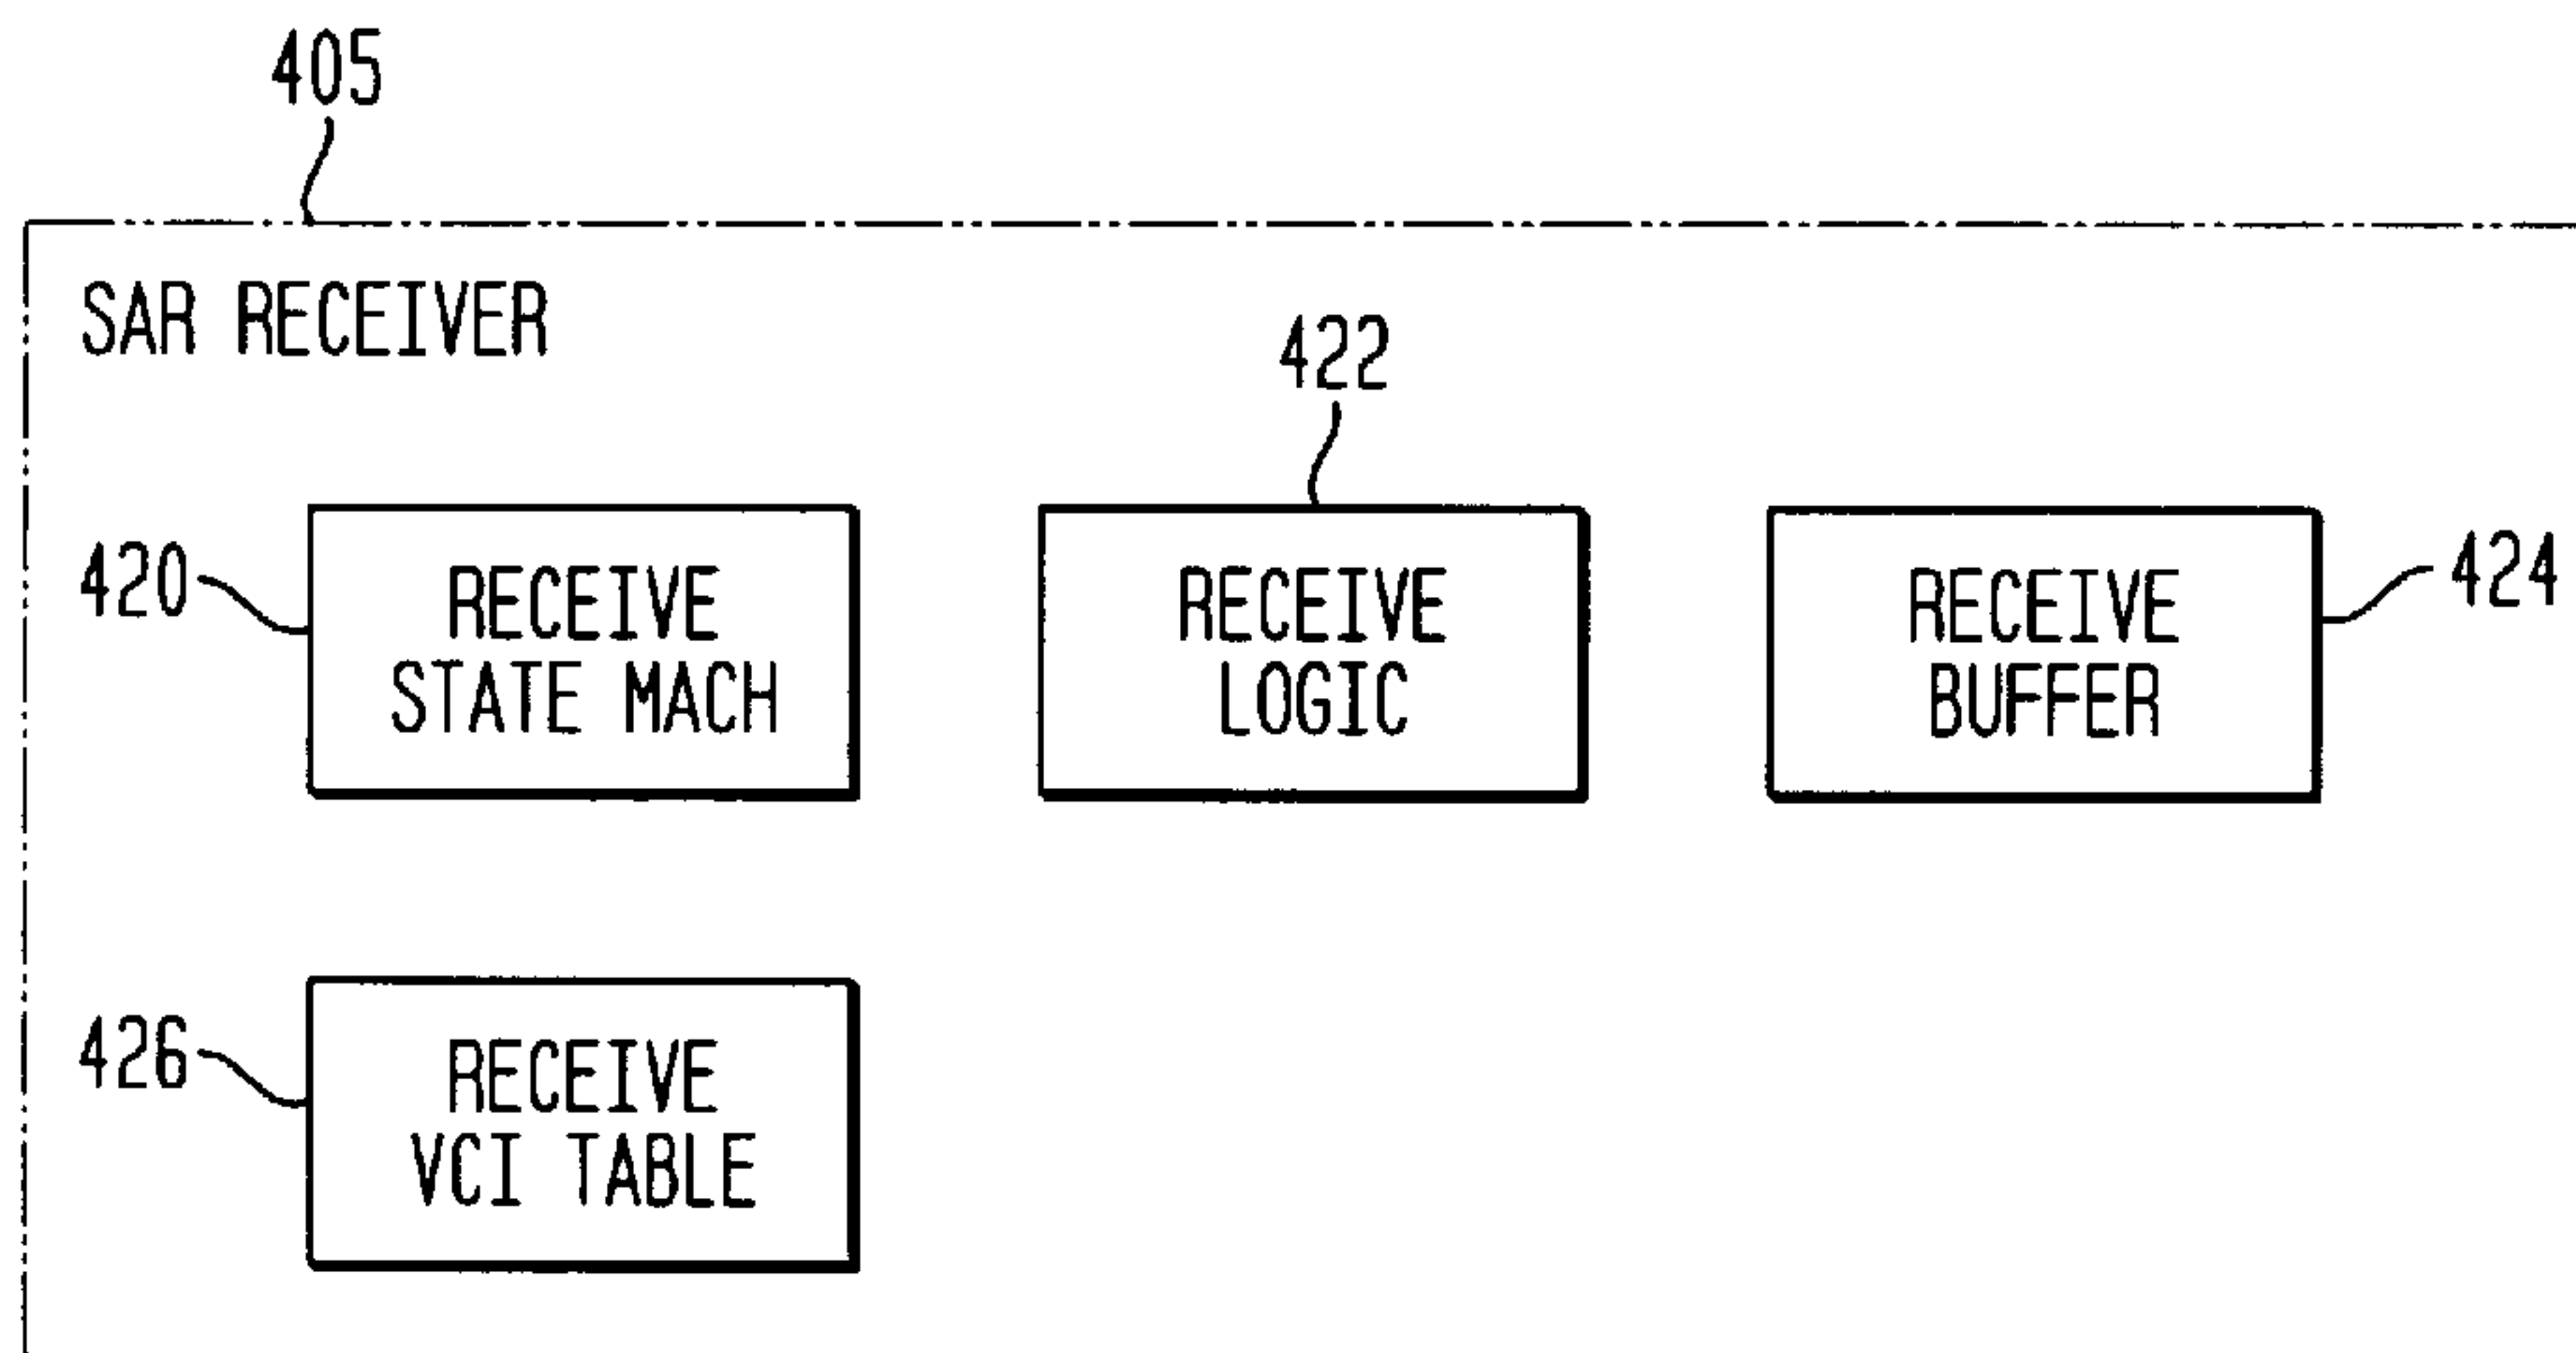 405
SAR RECEIVER
422
420
RECEIVE
STATE MACH
RECEIVE
LOGIC
RECEIVE
BUFFER
424
426
RECEIVE
VCI TABLE